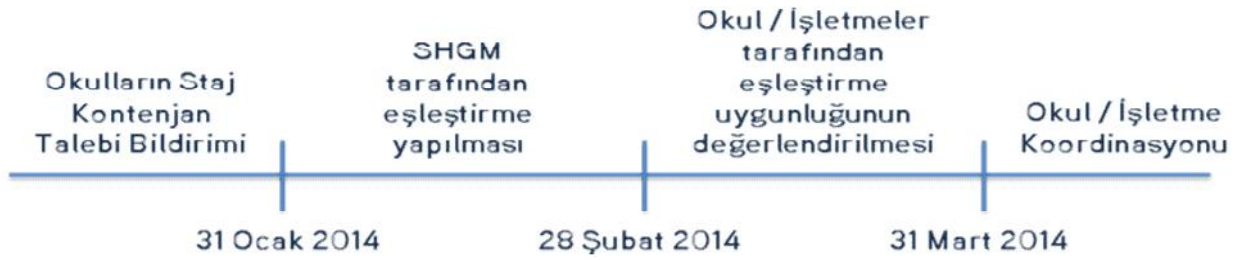 Okulların Staj
Kontenjan
Talebi Bildirimi
SHGM
tarafından
eşleştirme
yapılması
Okul / İşletmeler
tarafından
eşleştirme
uygunluğunun
değerlendirilmesi
Okul / İşletme
Koordinasyonu
31 Ocak 2014
28 Şubat 2014
31 Mart 2014